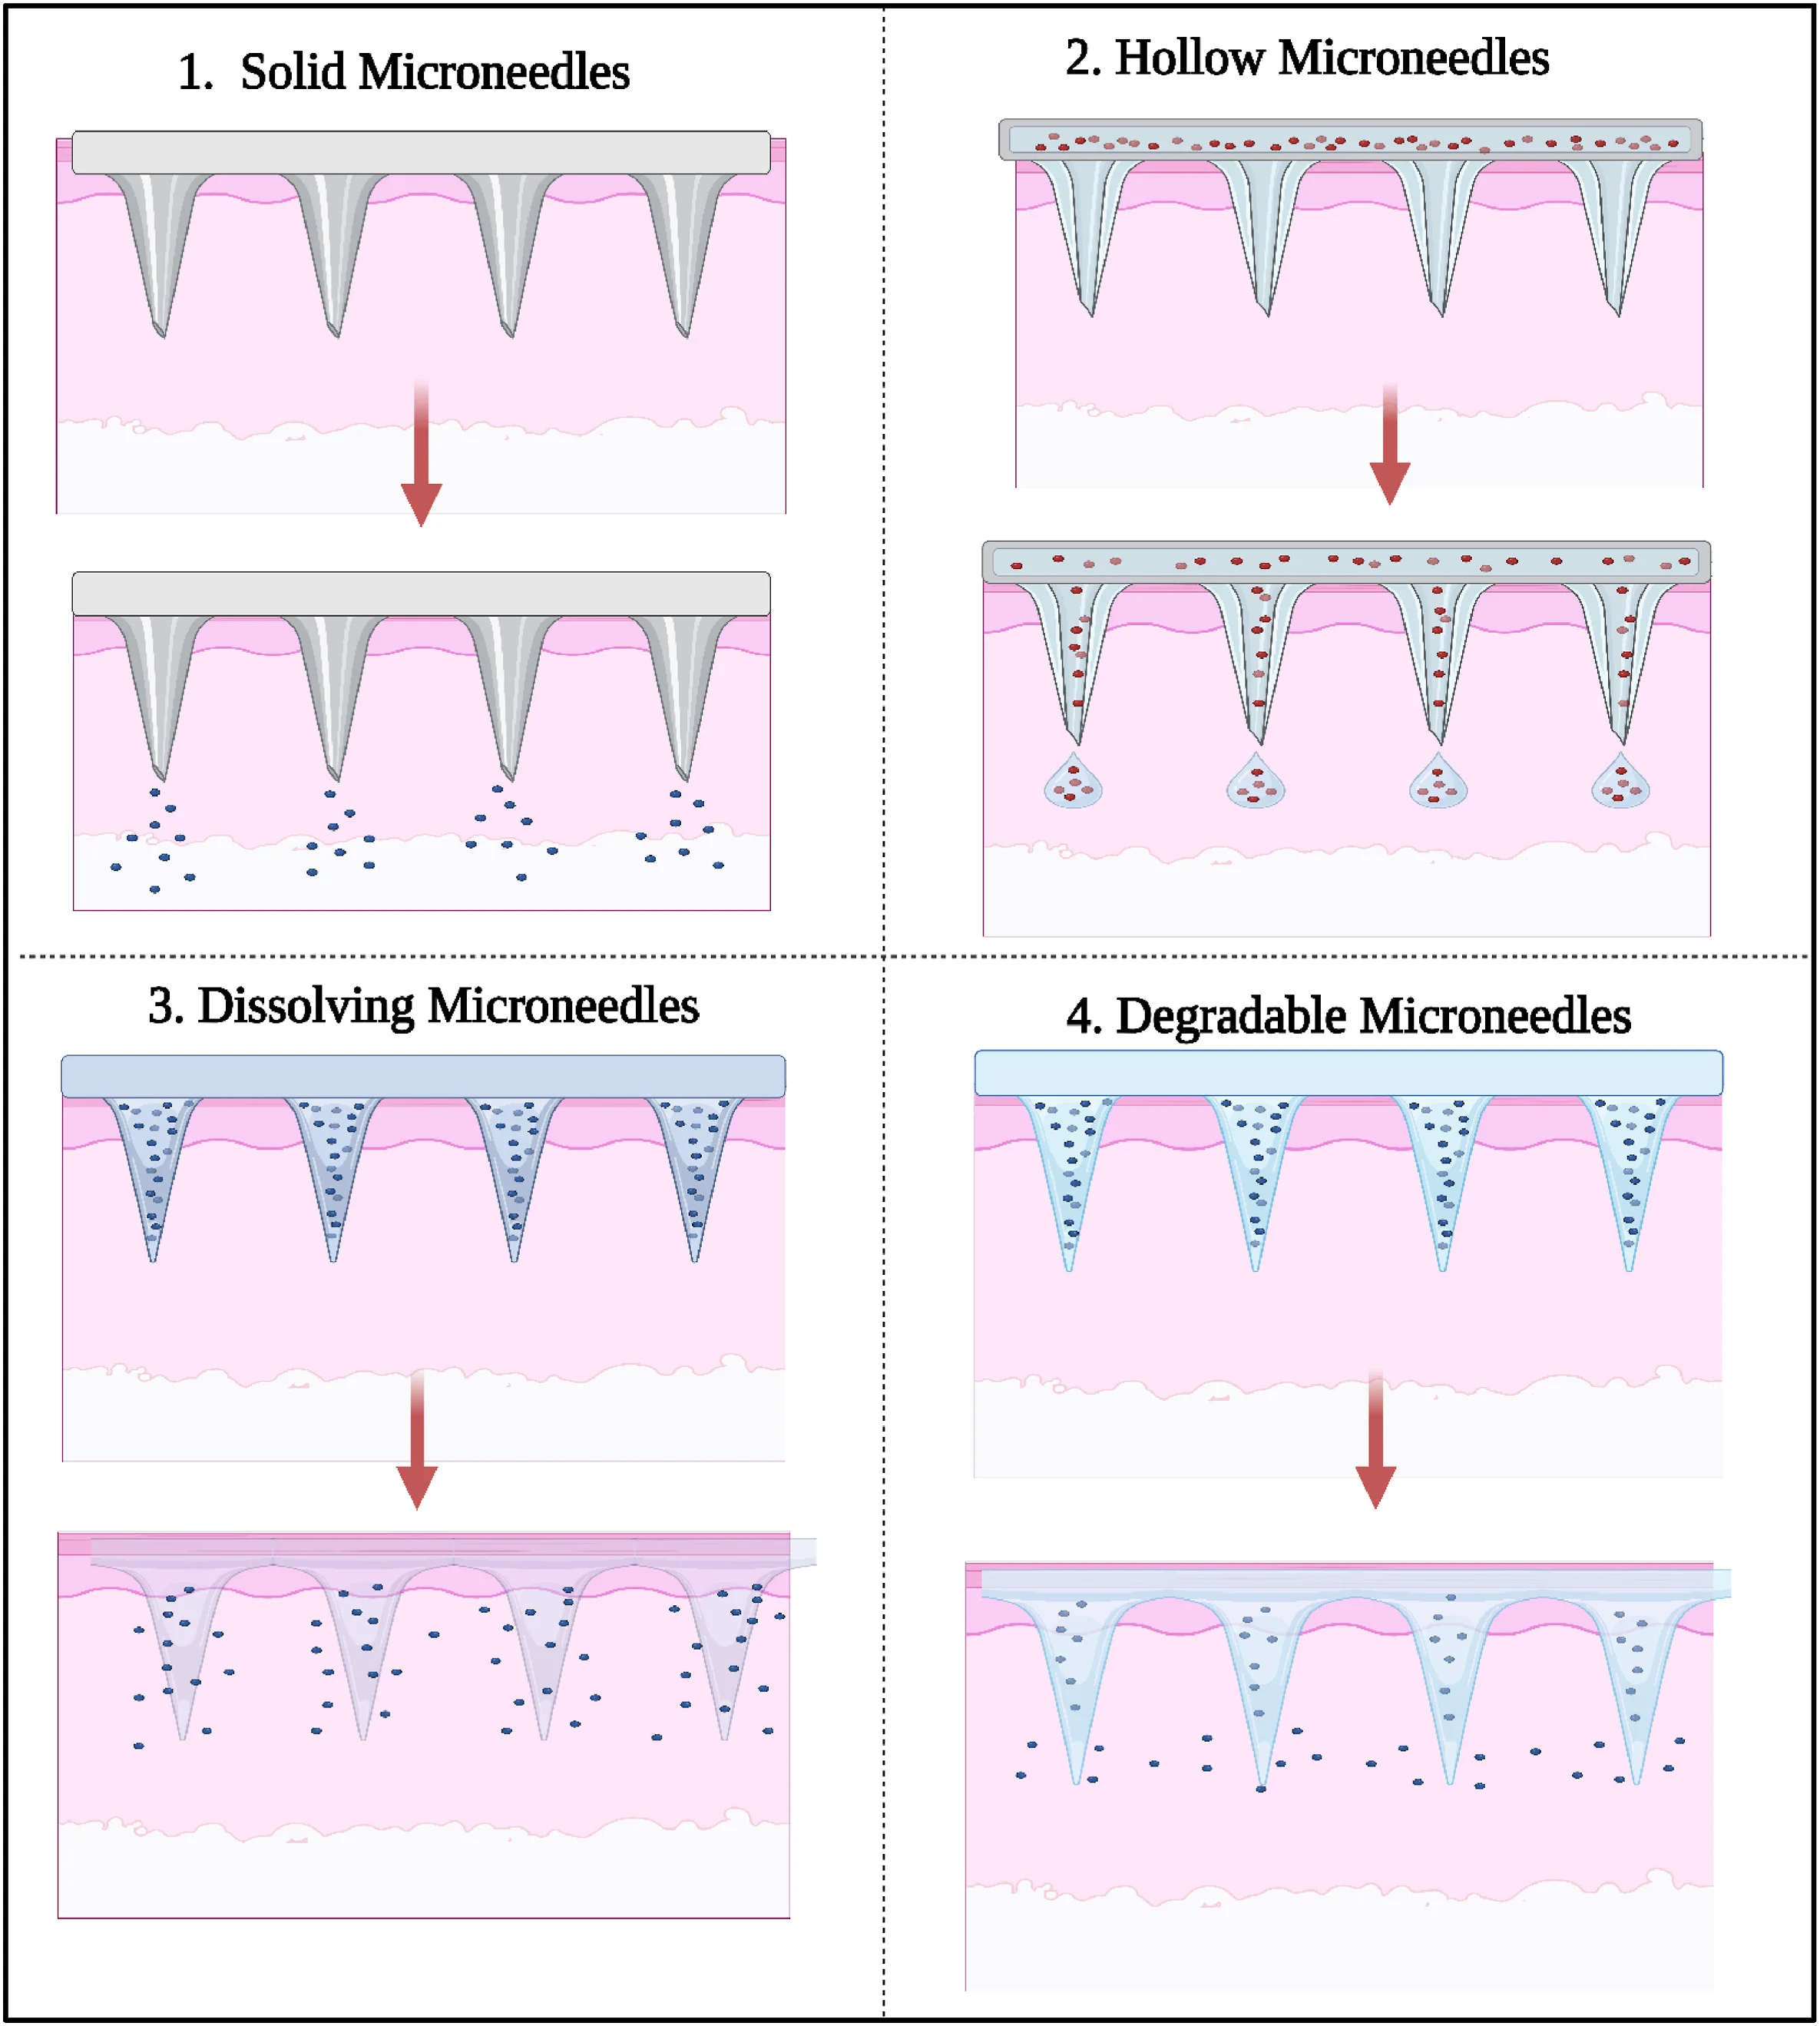 1. Solid Microneedles
2. Hollow Microneedles
3. Dissolving Microneedles
4. Degradable Microneedles